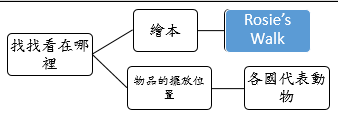 找找看在哪
裡
繪本
Rosie's
Walk
物品的擺放位
置
各國代表動
物